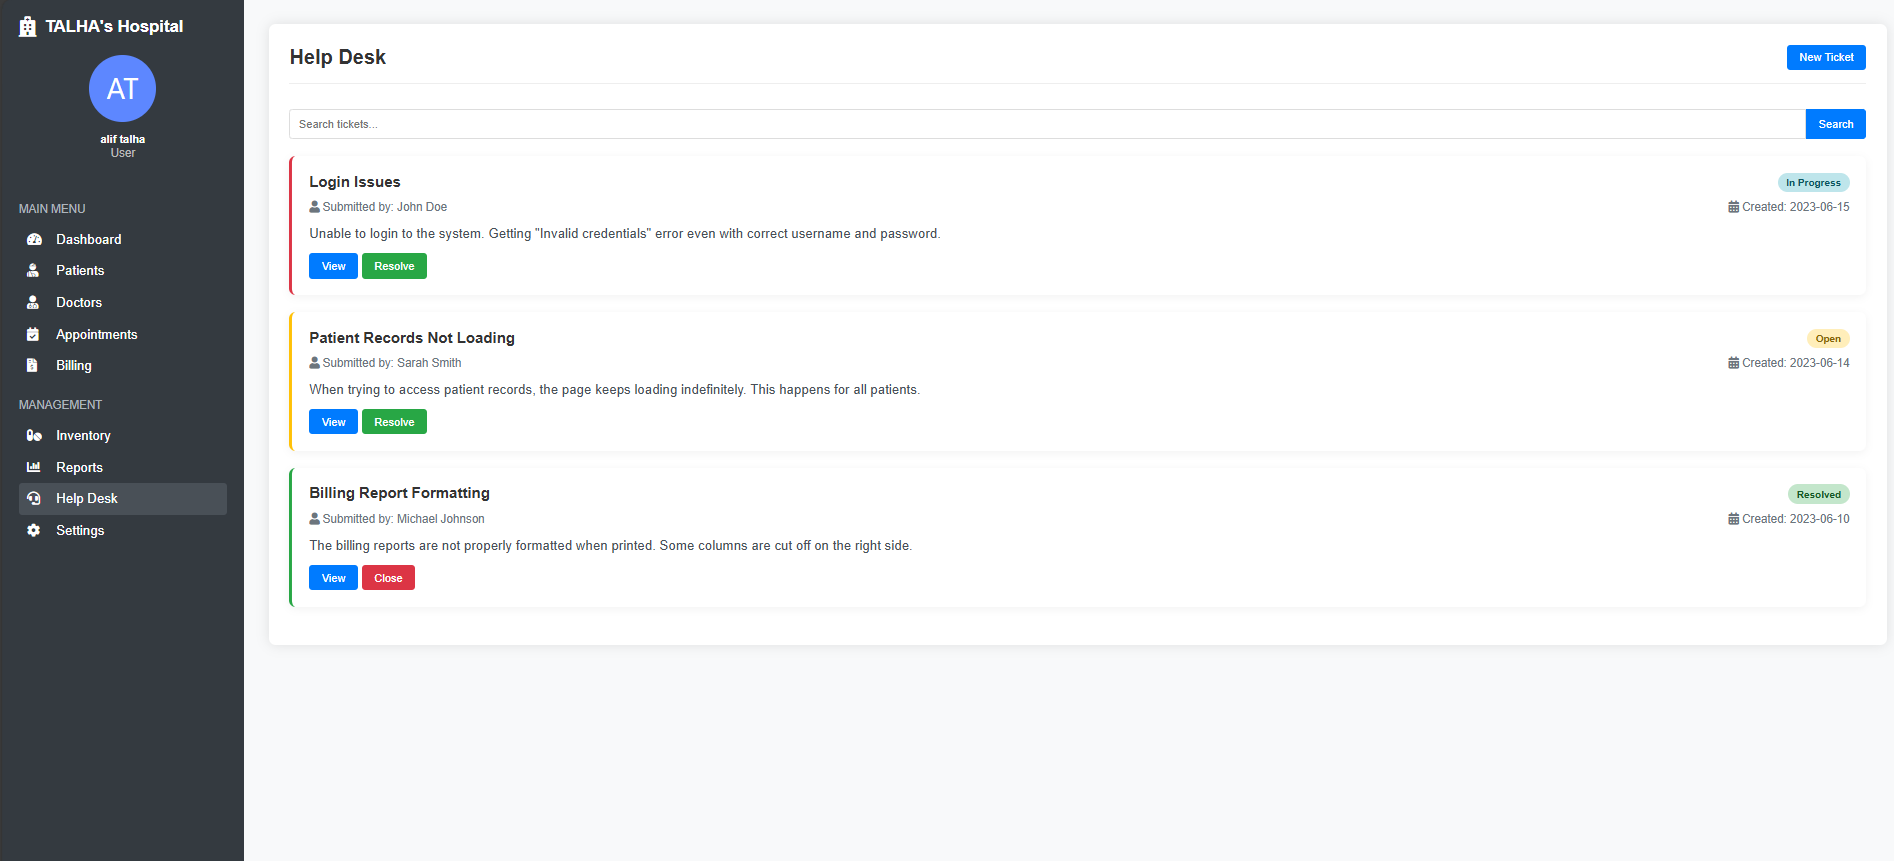 TALHA's Hospital
AT
alif talha
User
MAIN MENU
Dashboard
Patients
Doctors
Appointments
Billing
MANAGEMENT
Inventory
Reports
Help Desk
Settings
Help Desk
New Ticket
Search tickets...
Search
Login Issues
In Progress
Submitted by: John Doe
Created: 2023-06-15
Unable to login to the system. Getting "Invalid credentials" error even with correct username and password.
View
Resolve
Patient Records Not Loading
Open
Submitted by: Sarah Smith
Created: 2023-06-14
When trying to access patient records, the page keeps loading indefinitely. This happens for all patients.
View
Resolve
Billing Report Formatting
Resolved
Submitted by: Michael Johnson
Created: 2023-06-10
The billing reports are not properly formatted when printed. Some columns are cut off on the right side.
View
Close